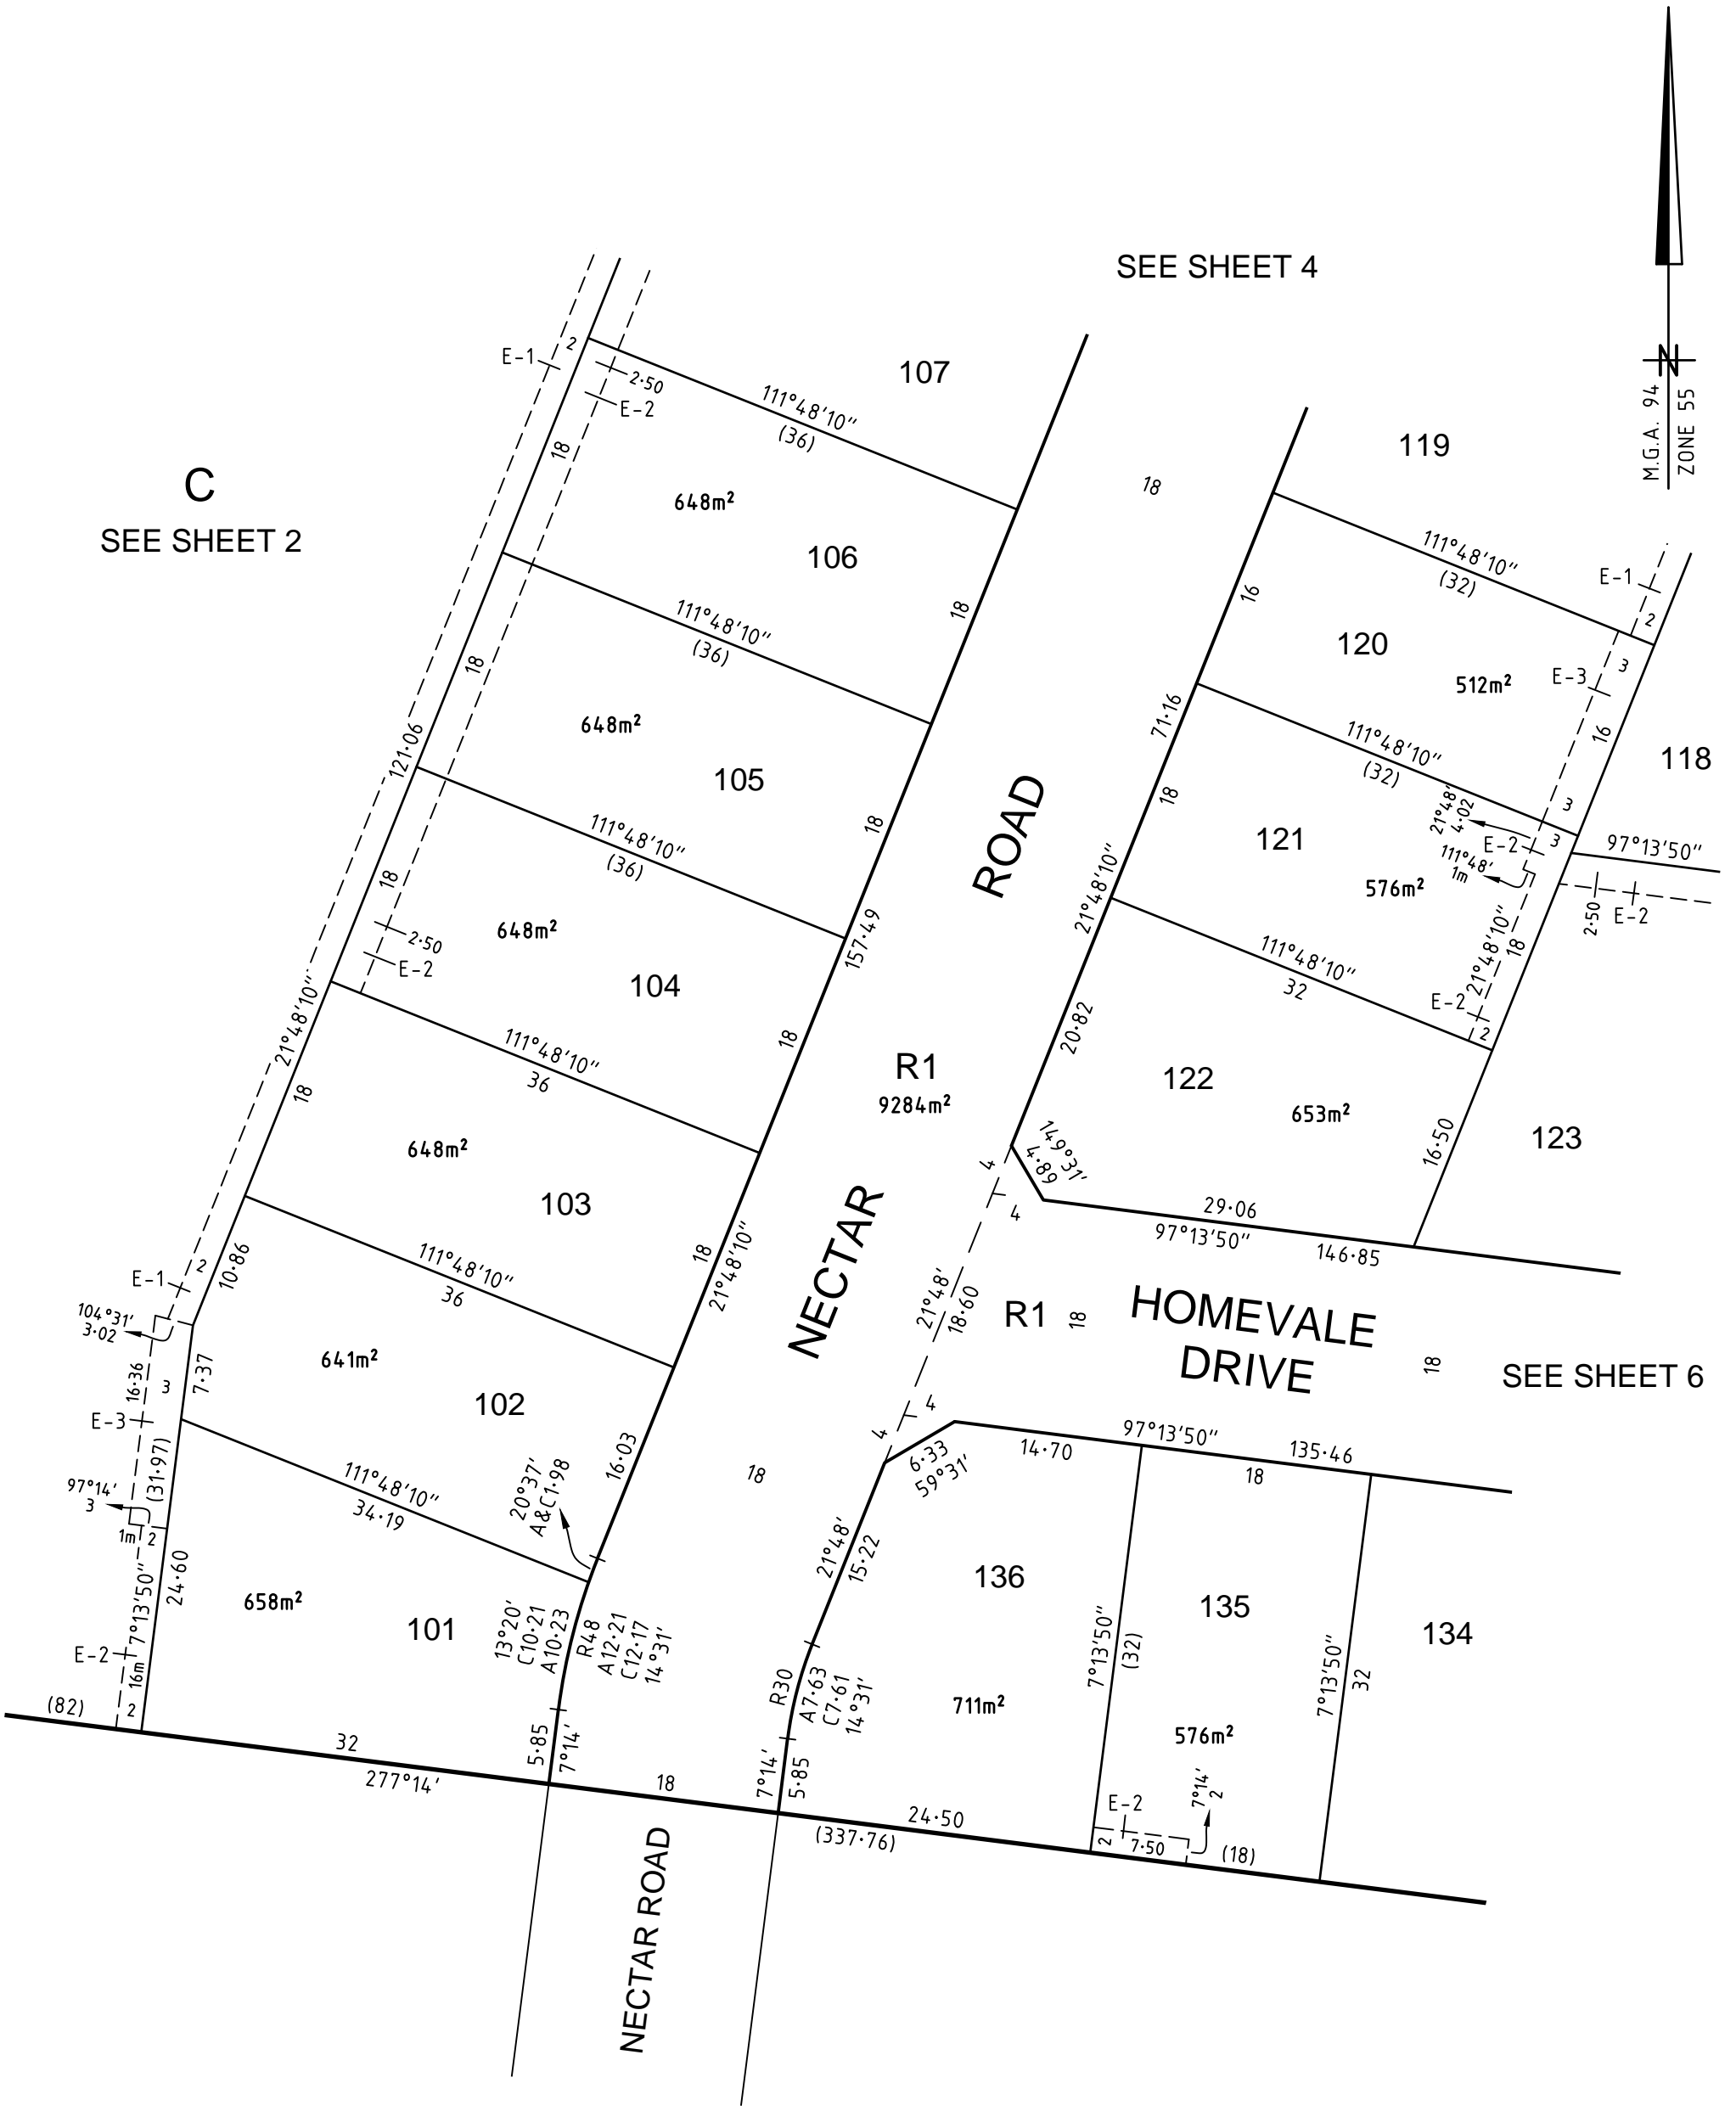 SEE SHEET 4
M.G.A. 94
ZONE 55
N
C
SEE SHEET 2
E-1
2
2·50
E-2
18
111°48'10"
(36)
107
648m²
106
18
18
111°48'10"
(36)
648m²
105
18
121·06
18
111°48'10"
(36)
2·50
E-2
648m²
104
157·49
18
21°48'10"
18
111°48'10"
36
648m²
103
18
21°48'10"
111°48'10"
36
10·86
2
E-1
104°31'
3·02
7·37
16·36
3
E-3
641m²
102
16·03
(31·97)
97°14'
3
1m
2
111°48'10"
34·19
20°37'
A&C1·98
24·60
7°13'50"
658m²
101
13°20'
C10·21
A10·23
R48
A12·21
C12·17
14°31'
E-2
16m
2
(82)
32
277°14'
5·85
7°14'
18
NECTAR ROAD
18
ROAD
R1
9284m²
NECTAR
18
119
111°48'10"
(32)
16
120
512m²
E-1
2
3
E-3
16
118
71·16
111°48'10"
(32)
3
21°48'
4·02
3
E-2
111°48'
1m
97°13'50"
2·50
E-2
18
121
576m²
21°48'10"
18
21°48'10"
111°48'10"
32
E-2
2
20·82
122
653m²
16·50
123
149°31'
4·89
4
4
29·06
97°13'50"
146·85
21°48'
18·60
R1
18
HOMEVALE
DRIVE
18
SEE SHEET 6
4
4
6·33
59°31'
14·70
97°13'50"
135·46
18
21°48'
15·22
136
711m²
R30
A7·63
C7·61
14°31'
7°14'
5·85
24·50
(337·76)
7°13'50"
(32)
135
576m²
7°13'50"
32
134
E-2
7°14'
2
2
7·50
(18)